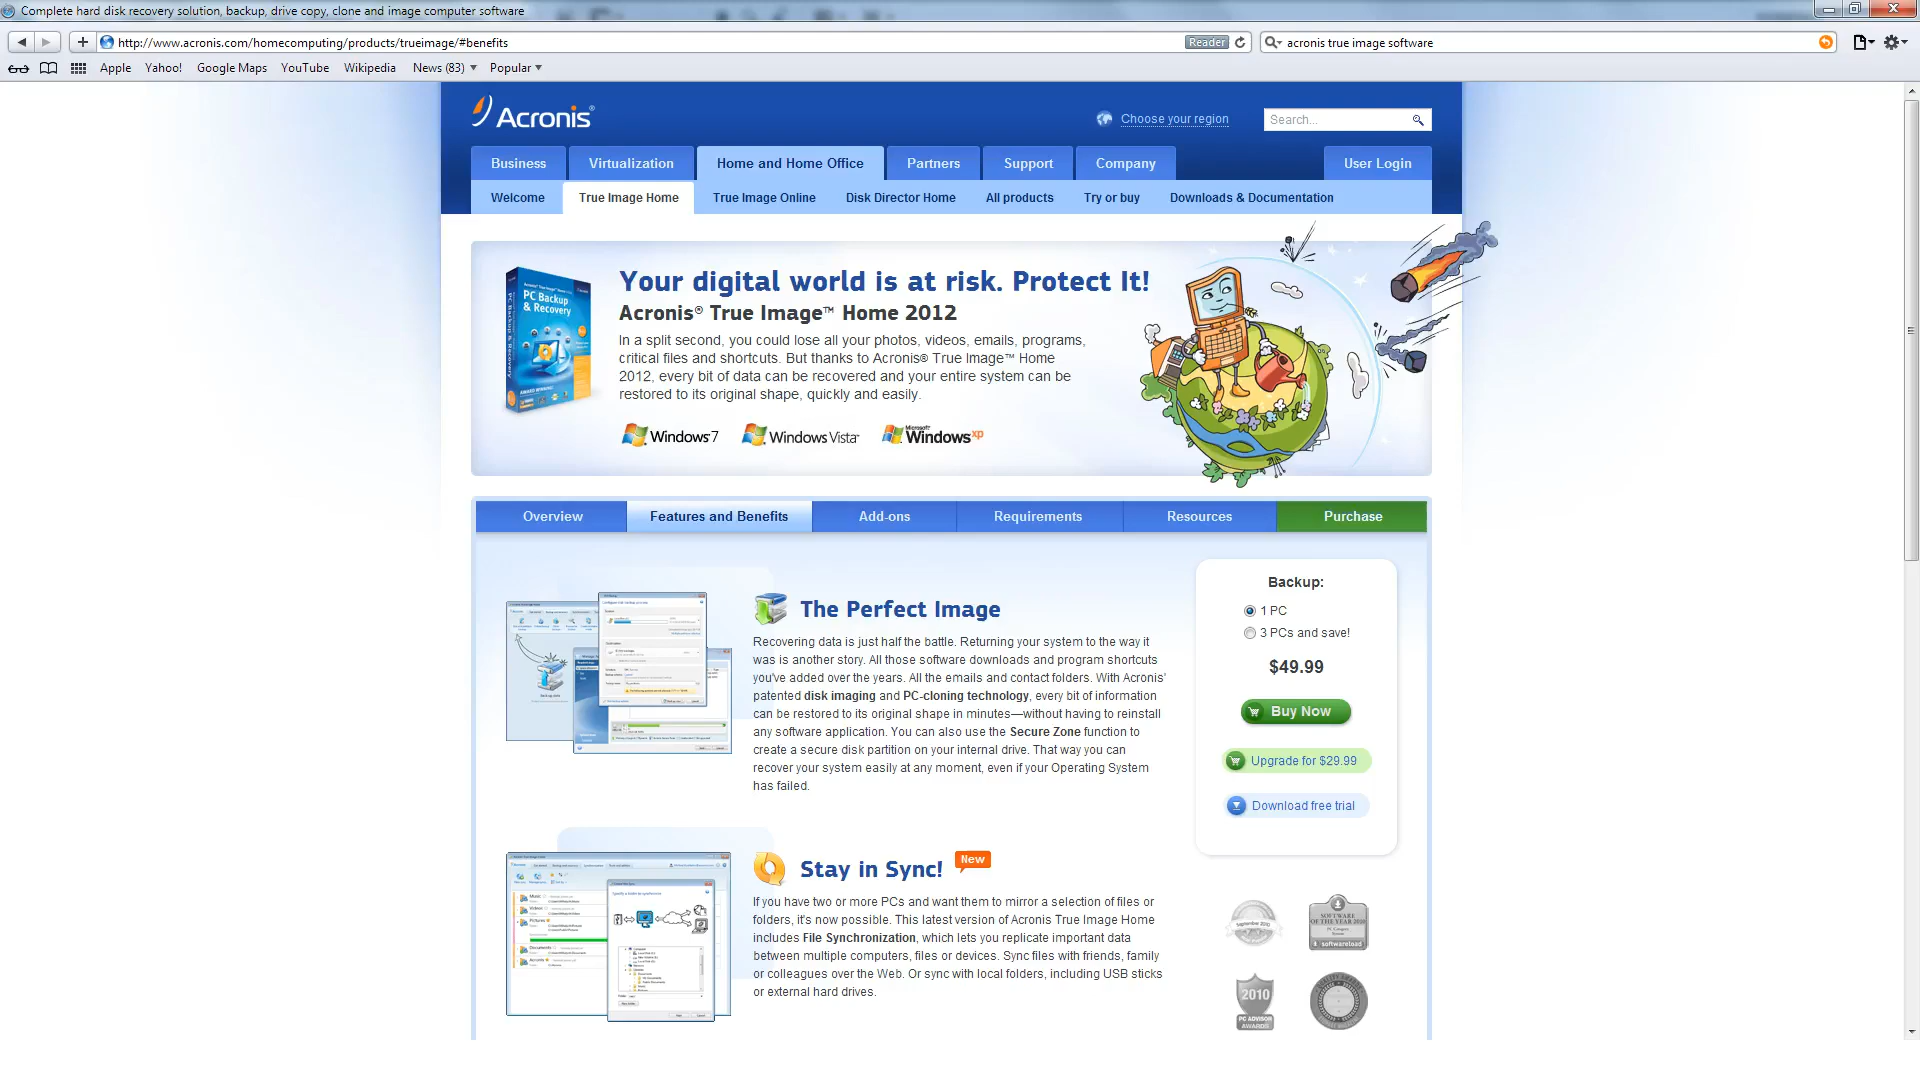 Complete hard disk recovery solution, backup, drive copy, clone and image computer software
http://www.acronis.com/homecomputing/products/trueimage/#benefits
Reader
acronis true image software
Apple Yahoo! Google Maps YouTube Wikipedia News (83) Popular
Acronis®
Choose your region
Search...
Business Virtualization Home and Home Office Partners Support Company User Login
Welcome True Image Home True Image Online Disk Director Home All products Try or buy Downloads & Documentation
PC Backup
& Recovery
Your digital world is at risk. Protect It!
Acronis® True Image™ Home 2012
In a split second, you could lose all your photos, videos, emails, programs,
critical files and shortcuts. But thanks to Acronis® True Image™ Home
2012, every bit of data can be recovered and your entire system can be
restored to its original shape, quickly and easily.
Windows 7 Windows Vista Microsoft Windows xp
Overview Features and Benefits Add-ons Requirements Resources Purchase
The Perfect Image
Recovering data is just half the battle. Returning your system to the way it
was is another story. All those software downloads and program shortcuts
you've added over the years. All the emails and contact folders. With Acronis'
patented disk imaging and PC-cloning technology, every bit of information
can be restored to its original shape in minutes—without having to reinstall
any software application. You can also use the Secure Zone function to
create a secure disk partition on your internal drive. That way you can
recover your system easily at any moment, even if your Operating System
has failed.
Backup:
1 PC
3 PCs and save!
$49.99
Buy Now
Upgrade for $29.99
Download free trial
Stay in Sync! New
If you have two or more PCs and want them to mirror a selection of files or
folders, it's now possible. This latest version of Acronis True Image Home
includes File Synchronization, which lets you replicate important data
between multiple computers, files or devices. Sync files with friends, family
or colleagues over the Web. Or sync with local folders, including USB sticks
or external hard drives.
September 2010
SOFTWARE
OF THE YEAR 2010
softwareload
2010
PC ADVISOR
AWARDS